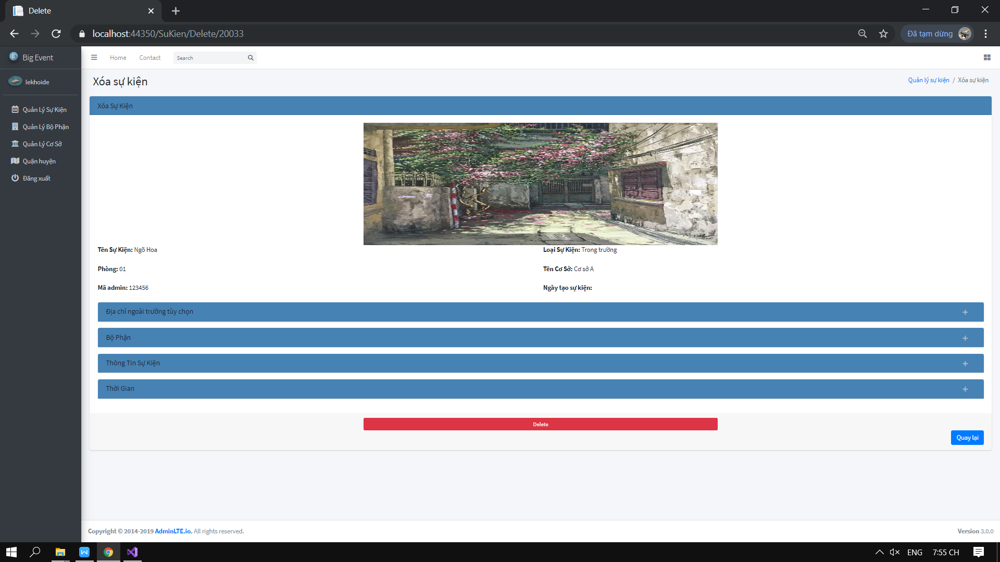 Delete
localhost:44350/SuKien/Delete/20033
Đã tạm dừng
E Big Event
Home
Contact
Search
lekhoide
Xóa sự kiện
Quản lý sự kiện / Xóa sự kiện
Quản Lý Sự Kiện
Quản Lý Bộ Phận
Quản Lý Cơ Sở
Quận huyện
Đăng xuất
Xóa Sự Kiện
Tên Sự Kiện: Ngõ Hoa
Loại Sự Kiện: Trong trường
Phòng: 01
Tên Cơ Sở: Cơ sở A
Mã admin: 123456
Ngày tạo sự kiện:
Địa chỉ ngoài trường tùy chọn
Bộ Phận
Thông Tin Sự Kiện
Thời Gian
Delete
Quay lại
Copyright © 2014-2019 AdminLTE.io. All rights reserved.
Version 3.0.0
W
ENG
7:55 CH